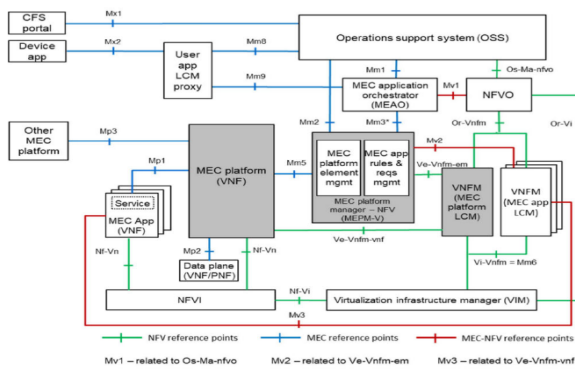 CFS
portal
Mx1
Device
app
Mx2
User
app
LCM
proxy
Mm8
Mm9
Operations support system (OSS)
Mm1
Os-Ma-nfvo
MEC application
orchestrator
(MEAO)
Mv1
NFVO
Mm2
Mm3*
Or-Vnfm
Or-Vi
Other
MEC
platform
Mp3
MEC platform
(VNF)
Mp1
Mm5
MEC
platform
element
mgmt
MEC app
rules &
reqs
mgmt
MEC platform
manager – NFV
(MEPM-V)
Mv2
Ve-Vnfm-em
VNFM
(MEC
platform
LCM)
VNFM
(MEC app
LCM)
Service
MEC App
(VNF)
Ve-Vnfm-vnf
Nf-Vn
Mp2
Nf-Vn
Data plane
(VNF/PNF)
Vi-Vnfm = Mm6
NFVI
Nf-Vi
Virtualization infrastructure manager (VIM)
Mv3
NFV reference points
MEC reference points
MEC-NFV reference points
Mv1 – related to Os-Ma-nfvo
Mv2 – related to Ve-Vnfm-em
Mv3 – related to Ve-Vnfm-vnf